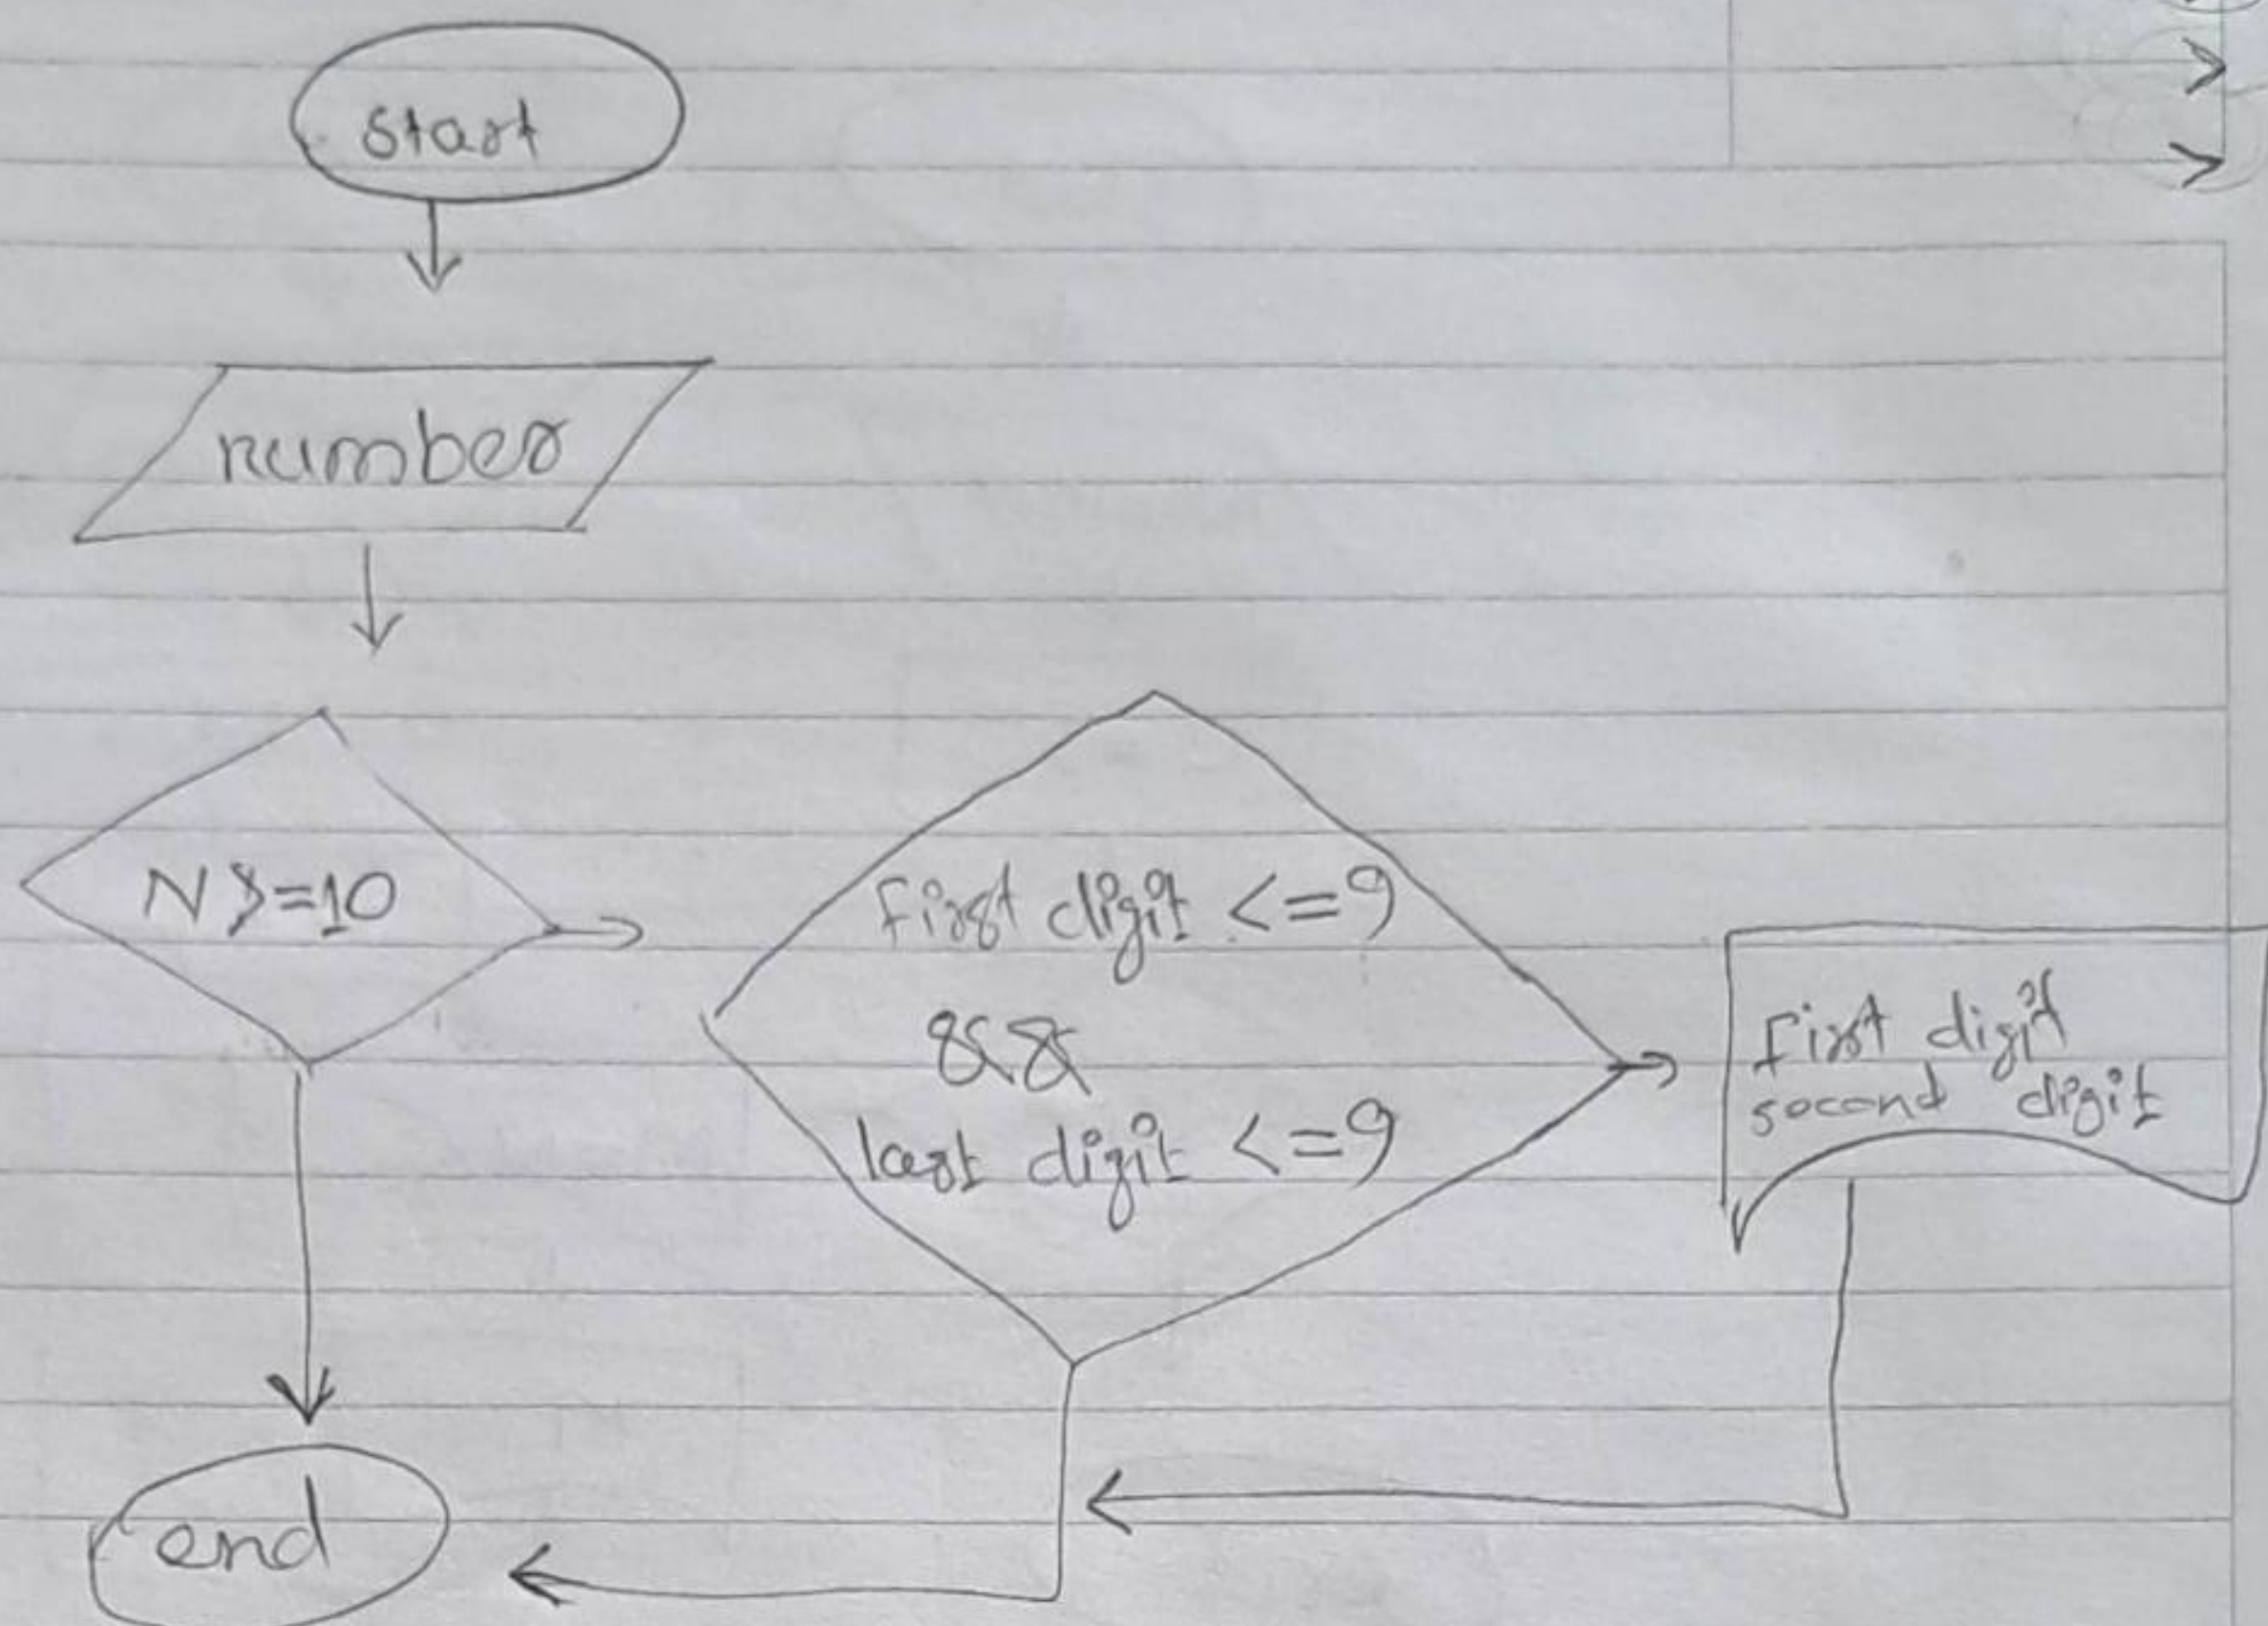 start
number
N >=10
first digit <=9
&&
last digit <=9
first digit
second digit
end